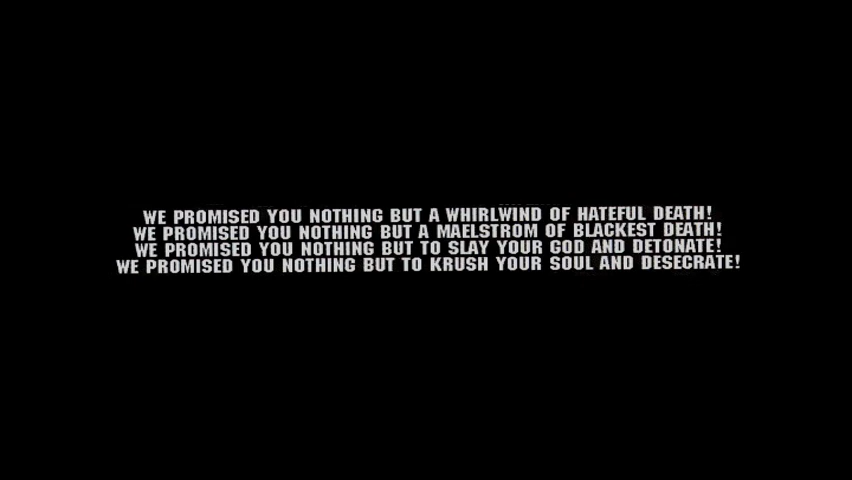 WE PROMISED YOU NOTHING BUT A WHIRLWIND OF HATEFUL DEATH!
WE PROMISED YOU NOTHING BUT A MAELSTROM OF BLACKEST DEATH!
WE PROMISED YOU NOTHING BUT TO SLAY YOUR GOD AND DETONATE!
WE PROMISED YOU NOTHING BUT TO KRUSH YOUR SOUL AND DESECRATE!